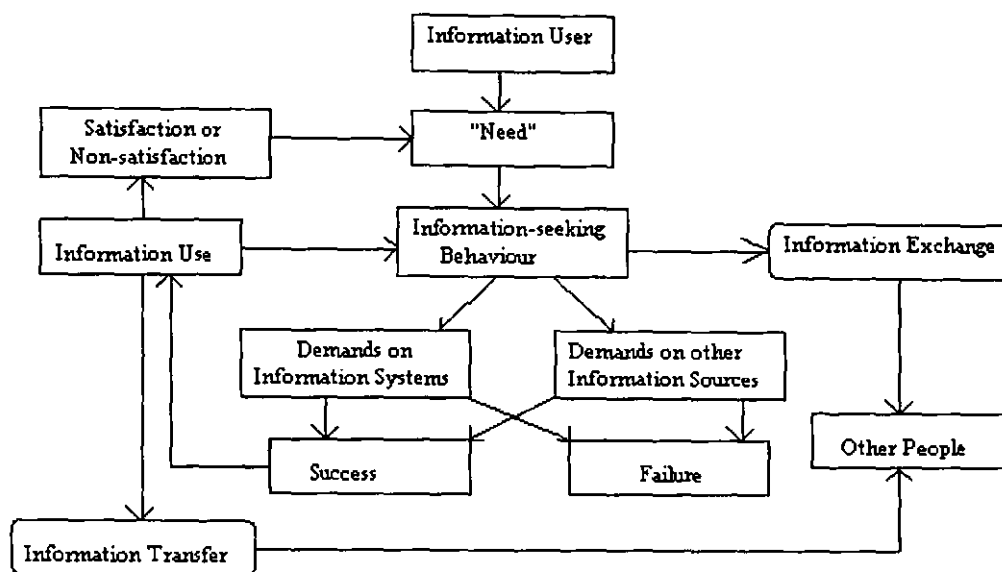 Information User
Satisfaction or
Non-satisfaction
"Need"
Information Use
Information-seeking
Behaviour
Information Exchange
Demands on
Information Systems
Demands on other
Information Sources
Success
Failure
Other People
Information Transfer